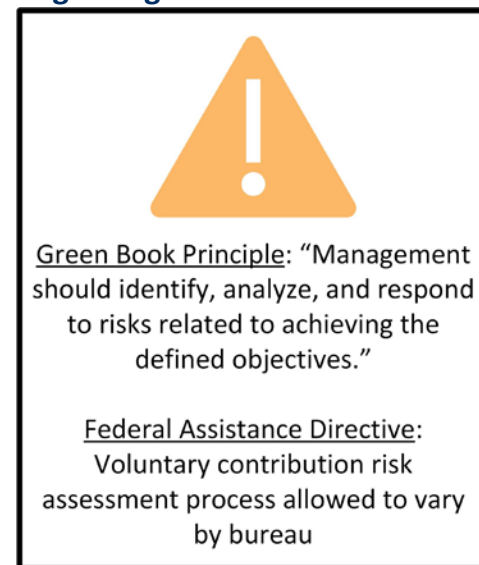 Green Book Principle: “Management
should identify, analyze, and respond
to risks related to achieving the
defined objectives.”
Federal Assistance Directive:
Voluntary contribution risk
assessment process allowed to vary
by bureau